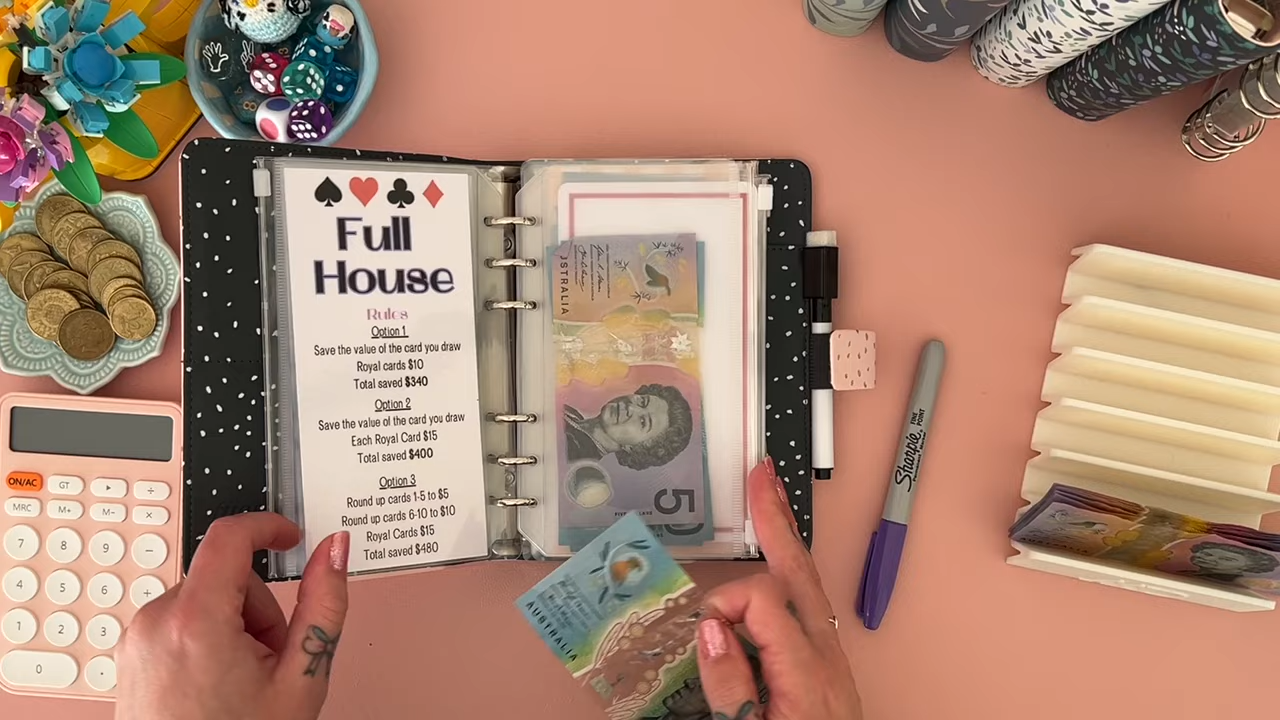 Full
House
Rules
Option 1
Save the value of the card you draw
Royal cards $10
Total saved $340
Option 2
Save the value of the card you draw
Each Royal Card $15
Total saved $400
Option 3
Round up cards 1-5 to $5
Round up cards 6-10 to $10
Royal Cards $15
Total saved $480
AUSTRALIA
Sharpie
FINE
POINT
ON/AC
GT
÷
MRC
M+
M−
×
7
8
9
−
4
5
6
+
1
2
3
0
.